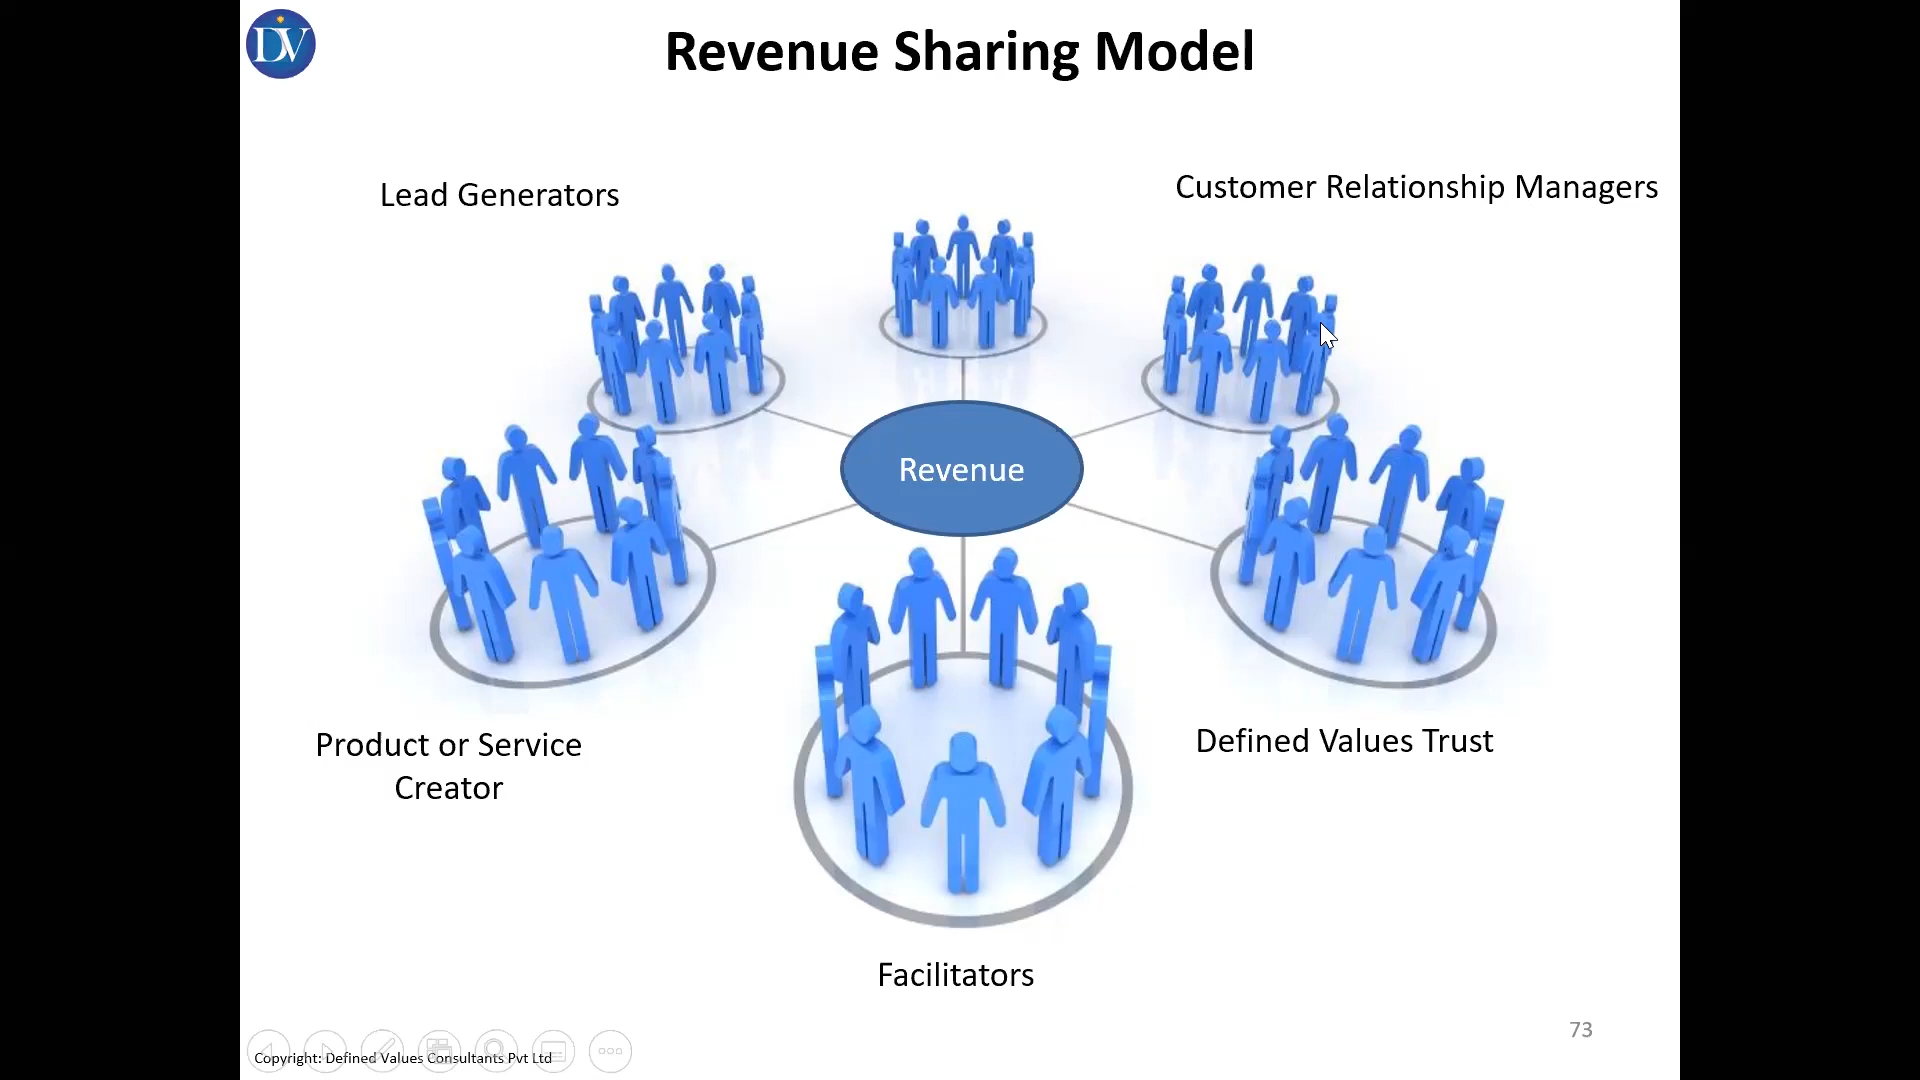 DV
Revenue Sharing Model
Lead Generators
Customer Relationship Managers
Revenue
Product or Service
Creator
Defined Values Trust
Facilitators
73
Copyright: Defined Values Consultants Pvt Ltd